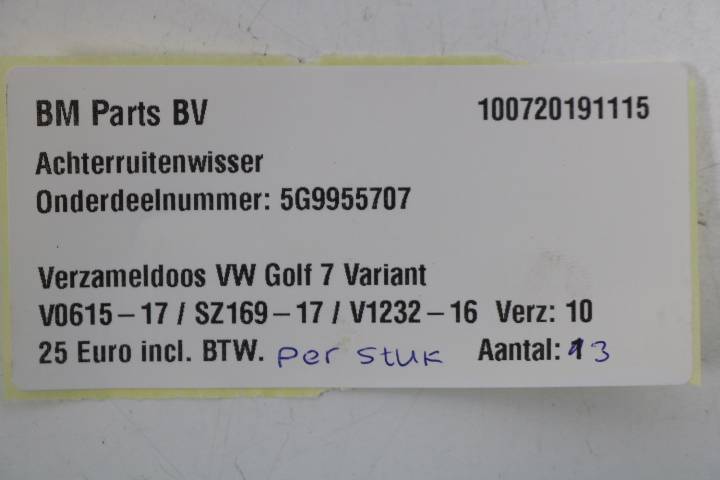 BM Parts BV 100720191115
Achterruitenwisser
Onderdeelnummer: 5G9955707
Verzameldoos VW Golf 7 Variant
V0615-17 / SZ169-17 / V1232-16 Verz: 10
25 Euro incl. BTW. per stuk Aantal: 13